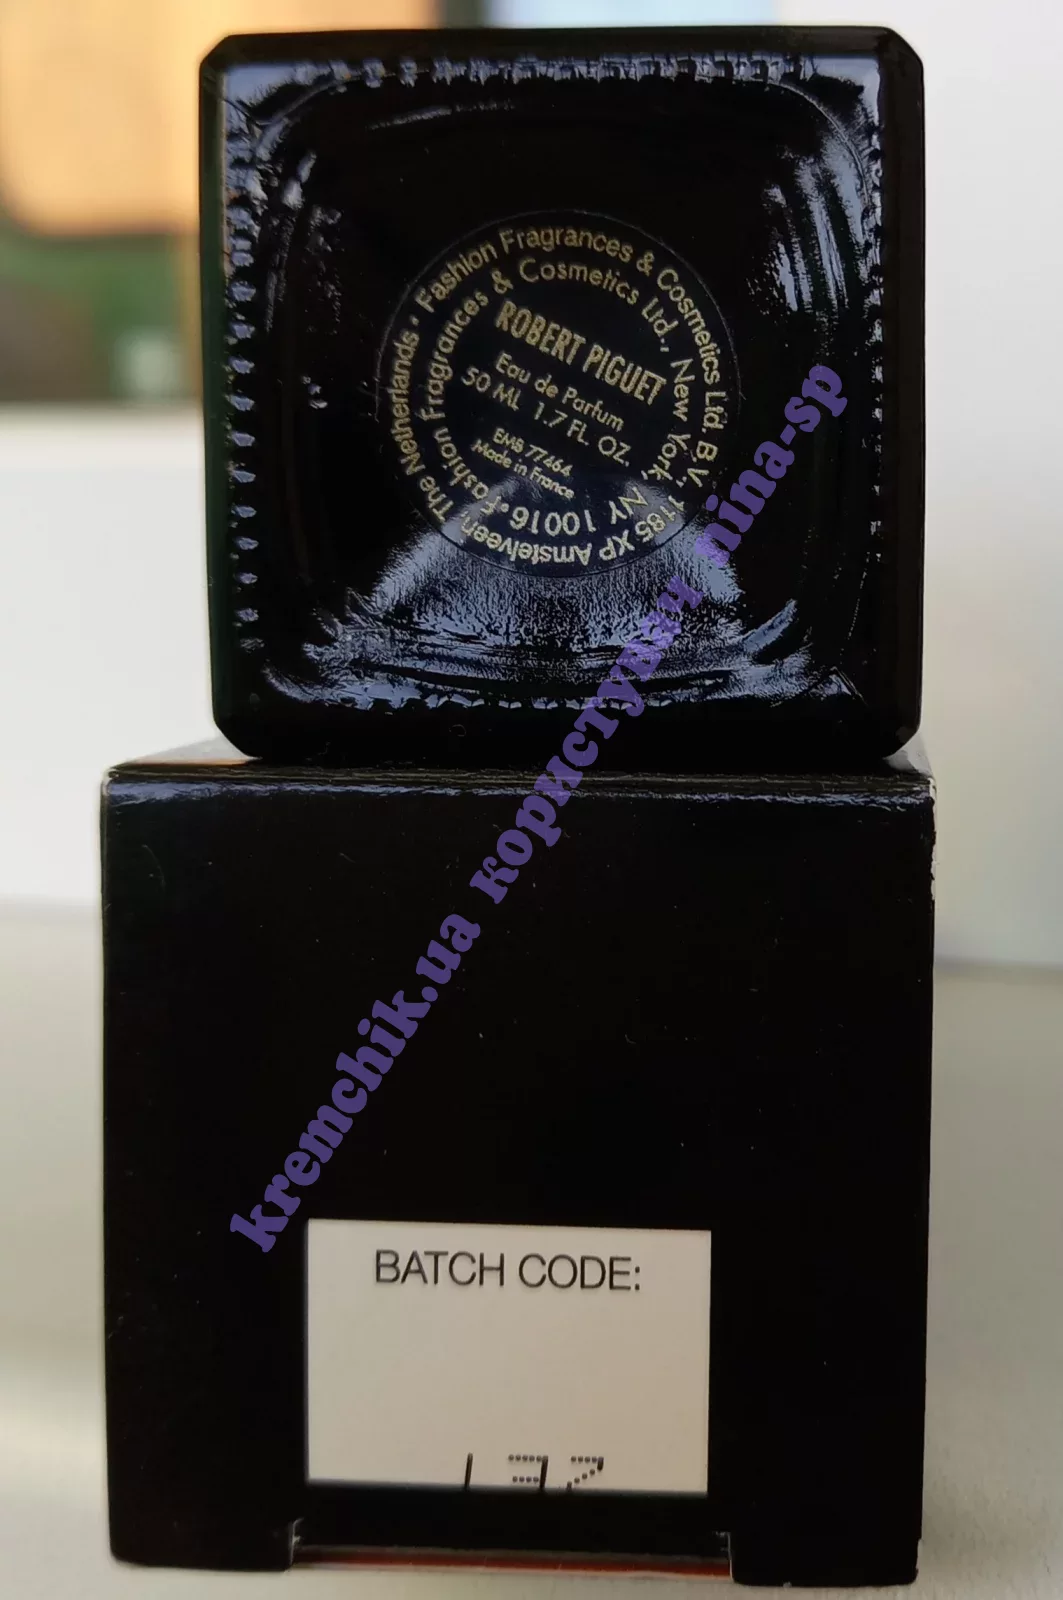 Fashion Fragrances & Cosmetics Ltd. B.V. • 1185 XP Amstelveen The Netherlands •
Fashion Fragrances & Cosmetics Ltd., New York, NY 10016 •
ROBERT PIGUET
Eau de Parfum
50 ML 1.7 FL. OZ.
EMB 77464
Made in France
kremchik.ua користувач nina-sp
BATCH CODE: